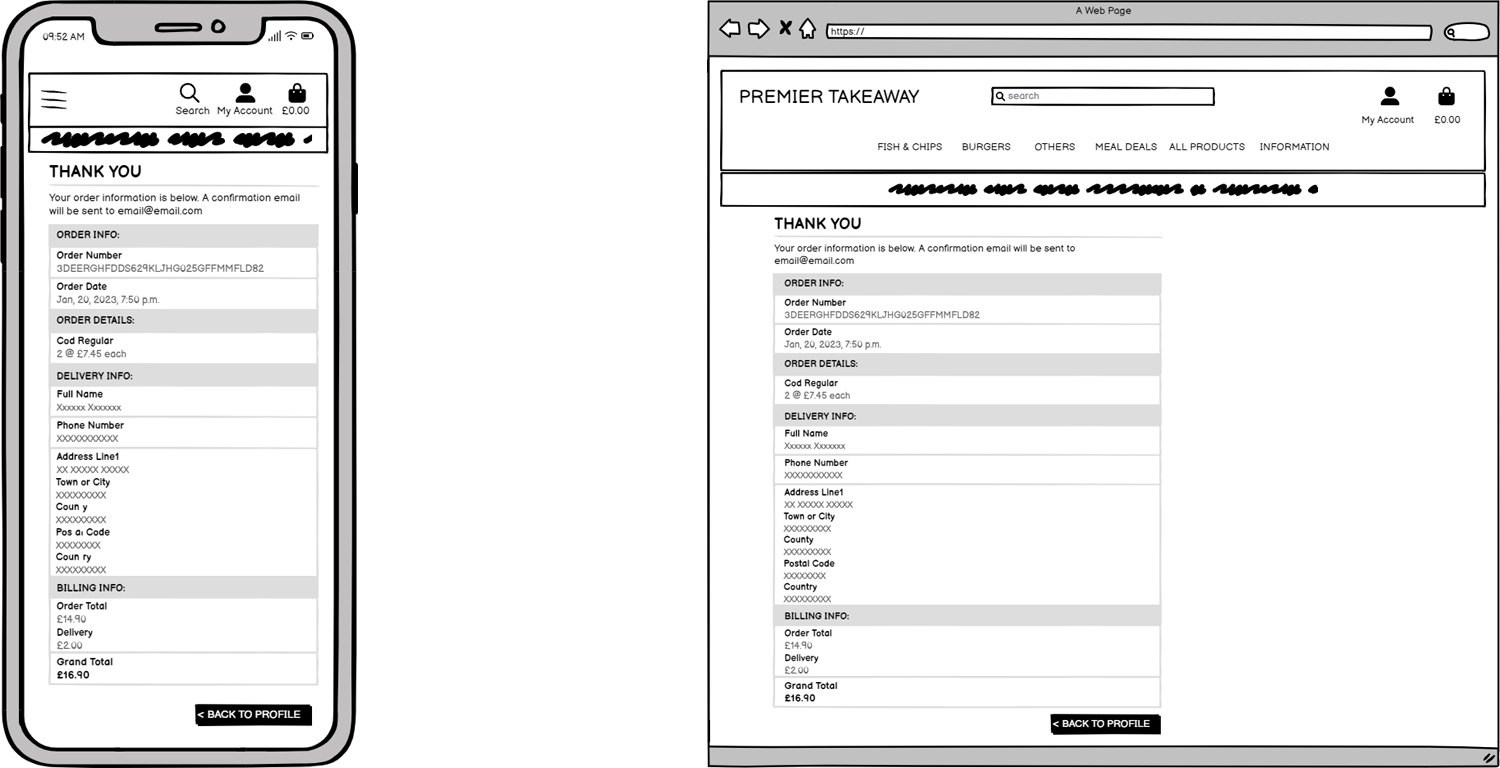 09:52 AM
Search My Account £0.00
THANK YOU
Your order information is below. A confirmation email
will be sent to email@email.com
ORDER INFO:
Order Number
3DEERGHFDDS629KLJHG025GFFMMFLD82
Order Date
Jan, 20, 2023, 7:50 p.m.
ORDER DETAILS:
Cod Regular
2 @ £7.45 each
DELIVERY INFO:
Full Name
Xxxxxx Xxxxxxx
Phone Number
XXXXXXXXXXX
Address Line1
XX XXXXX XXXXX
Town or City
XXXXXXXXX
Coun y
XXXXXXXXX
Pos al Code
XXXXXXXX
Coun ry
XXXXXXXXX
BILLING INFO:
Order Total
£14.90
Delivery
£2.00
Grand Total
£16.90
< BACK TO PROFILE
A Web Page
https://
PREMIER TAKEAWAY
search
My Account £0.00
FISH & CHIPS BURGERS OTHERS MEAL DEALS ALL PRODUCTS INFORMATION
THANK YOU
Your order information is below. A confirmation email will be sent to
email@email.com
ORDER INFO:
Order Number
3DEERGHFDDS629KLJHG025GFFMMFLD82
Order Date
Jan, 20, 2023, 7:50 p.m.
ORDER DETAILS:
Cod Regular
2 @ £7.45 each
DELIVERY INFO:
Full Name
Xxxxxx Xxxxxxx
Phone Number
XXXXXXXXXXX
Address Line1
XX XXXXX XXXXX
Town or City
XXXXXXXXX
County
XXXXXXXXX
Postal Code
XXXXXXXX
Country
XXXXXXXXX
BILLING INFO:
Order Total
£14.90
Delivery
£2.00
Grand Total
£16.90
< BACK TO PROFILE